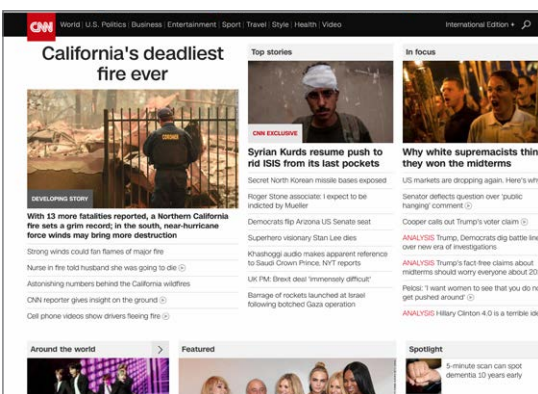 CNN World U.S. Politics Business Entertainment Sport Travel Style Health Video International Edition +
California's deadliest
fire ever
CORONER
DEVELOPING STORY
With 13 more fatalities reported, a Northern California
fire sets a grim record; in the south, near-hurricane
force winds may bring more destruction
Strong winds could fan flames of major fire
Nurse in fire told husband she was going to die
Astonishing numbers behind the California wildfires
CNN reporter gives insight on the ground
Cell phone videos show drivers fleeing fire
Top stories
CNN EXCLUSIVE
Syrian Kurds resume push to
rid ISIS from its last pockets
Secret North Korean missile bases exposed
Roger Stone associate: I expect to be
indicted by Mueller
Democrats flip Arizona US Senate seat
Superhero visionary Stan Lee dies
Khashoggi audio makes apparent reference
to Saudi Crown Prince, NYT reports
UK PM: Brexit deal 'immensely difficult'
Barrage of rockets launched at Israel
following botched Gaza operation
In focus
Why white supremacists thin
they won the midterms
US markets are dropping again. Here's wh
Senator deflects question over 'public
hanging' comment
Cooper calls out Trump's voter claim
ANALYSIS Trump, Democrats dig battle line
over new era of investigations
ANALYSIS Trump's fact-free claims about
midterms should worry everyone about 20
Pelosi: 'I want women to see that you do no
get pushed around'
ANALYSIS Hillary Clinton 4.0 is a terrible ide
Around the world
Featured
Spotlight
5-minute scan can spot
dementia 10 years early